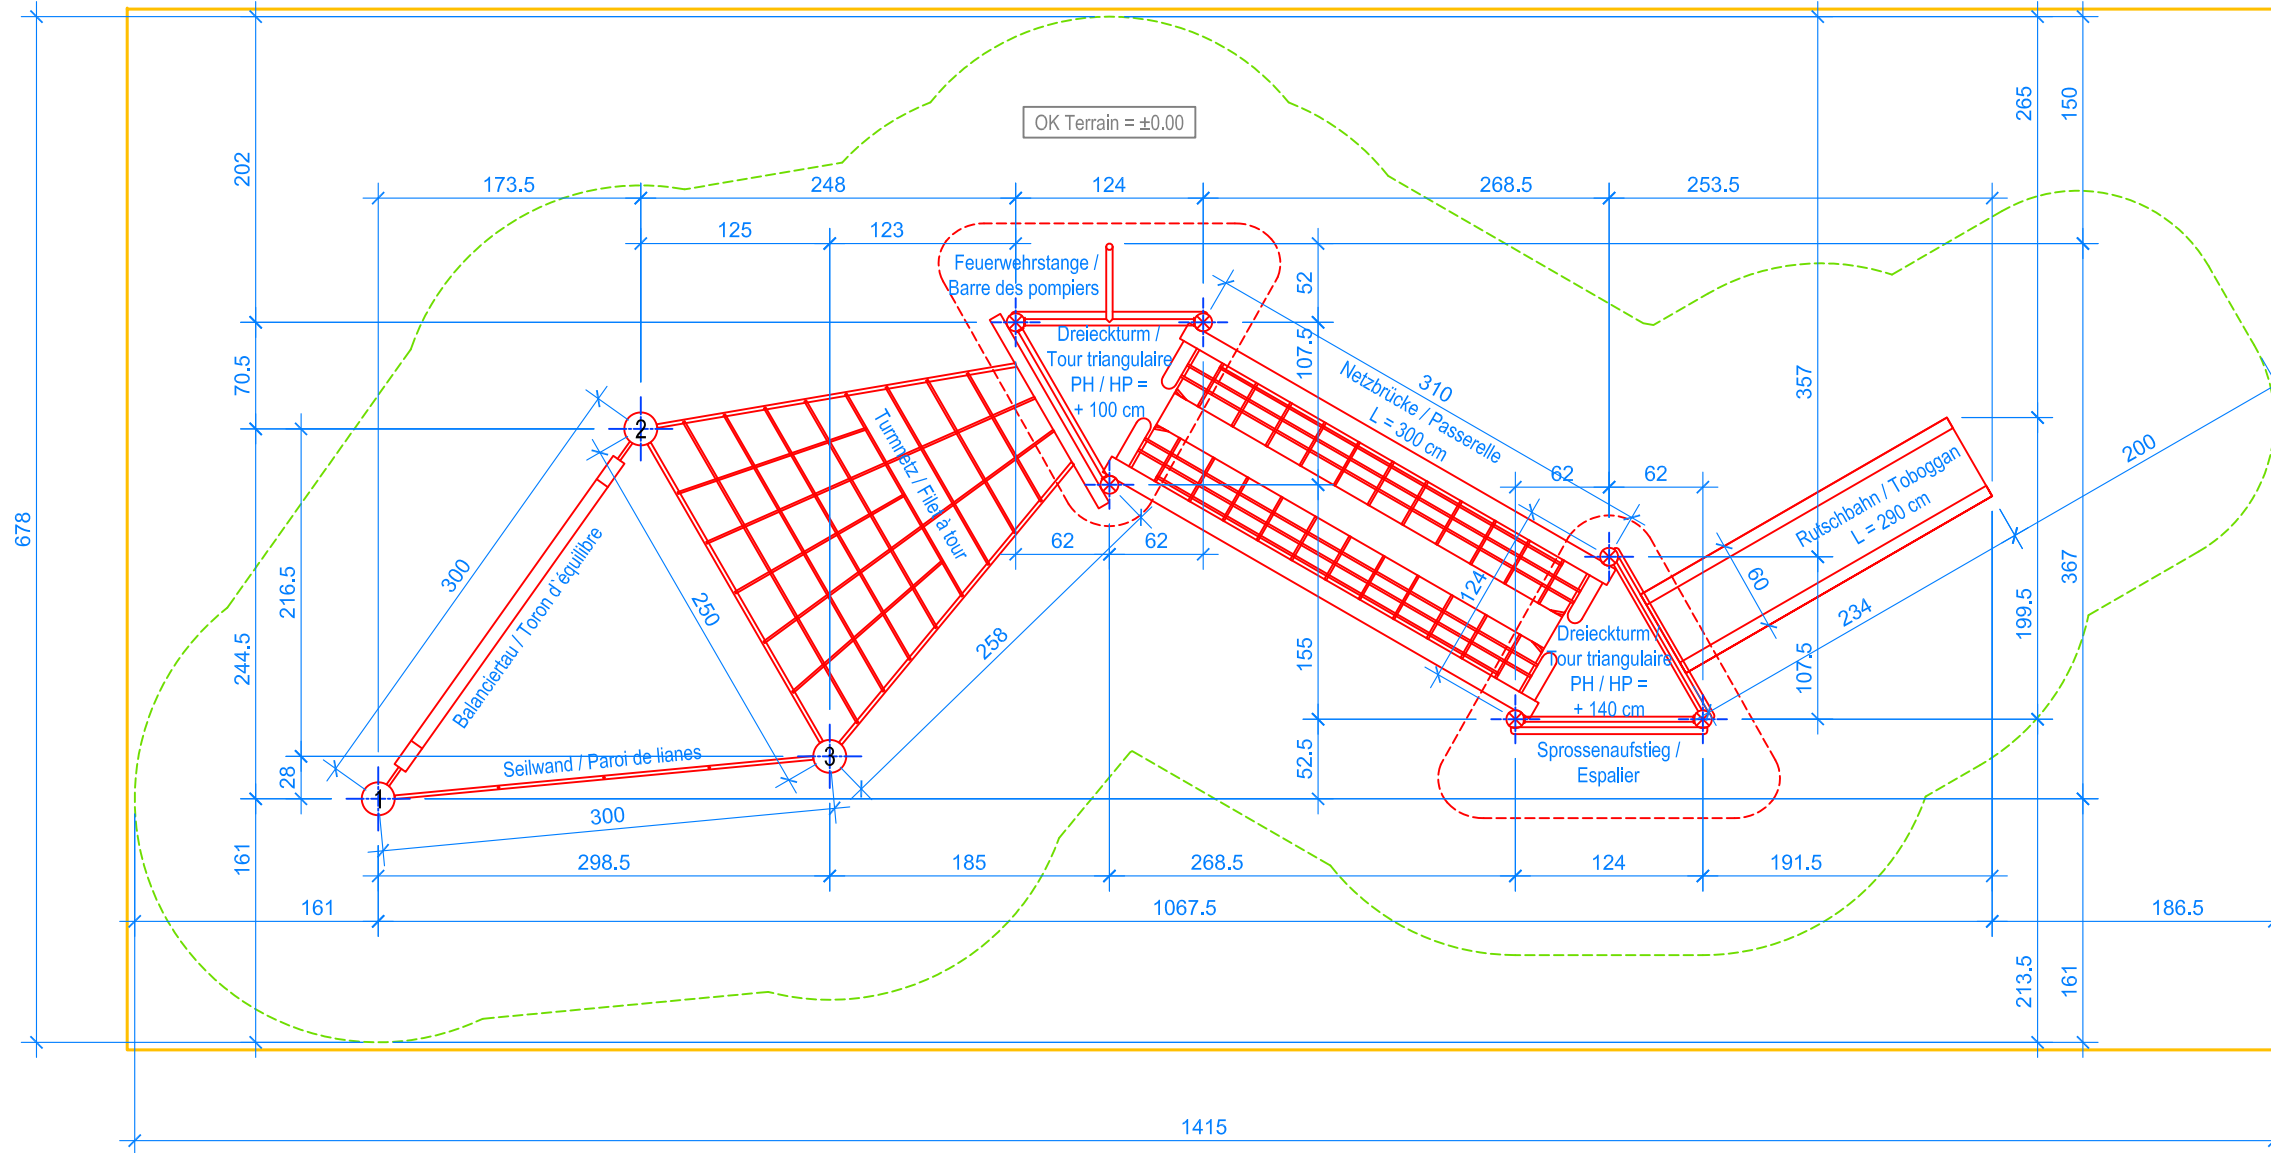 OK Terrain = ±0.00
173.5
248
124
268.5
253.5
125
123
678
202
70.5
244.5
161
216.5
28
Feuerwehrstange /
Barre des pompiers
Dreieckturm /
Tour triangulaire
PH / HP =
+ 100 cm
52
107.5
155
52.5
310
Netzbrücke / Passerelle
L = 300 cm
357
107.5
265
199.5
213.5
150
367
161
2
300
Balanciertau / Toron d`équilibre
250
Turmnetz / Filet à tour
258
62
62
124
62
62
Rutschbahn / Toboggan
L = 290 cm
60
234
200
Dreieckturm /
Tour triangulaire
PH / HP =
+ 140 cm
Sprossenaufstieg /
Espalier
Seilwand / Paroi de lianes
3
1
300
298.5
185
268.5
124
191.5
161
1067.5
186.5
1415